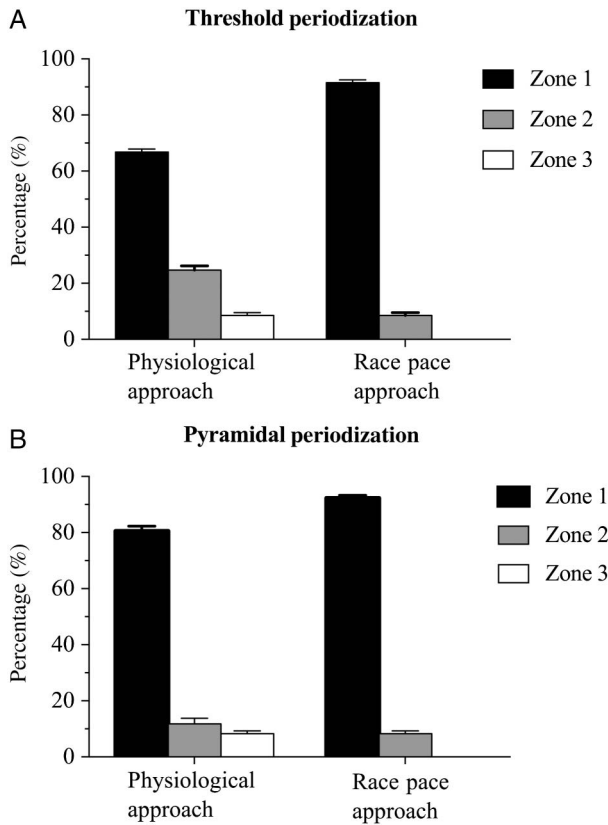 A
Threshold periodization
Percentage (%)
100
80
60
40
20
0
Zone 1
Zone 2
Zone 3
Physiological
approach
Race pace
approach
B
Pyramidal periodization
Percentage (%)
100
80
60
40
20
0
Zone 1
Zone 2
Zone 3
Physiological
approach
Race pace
approach